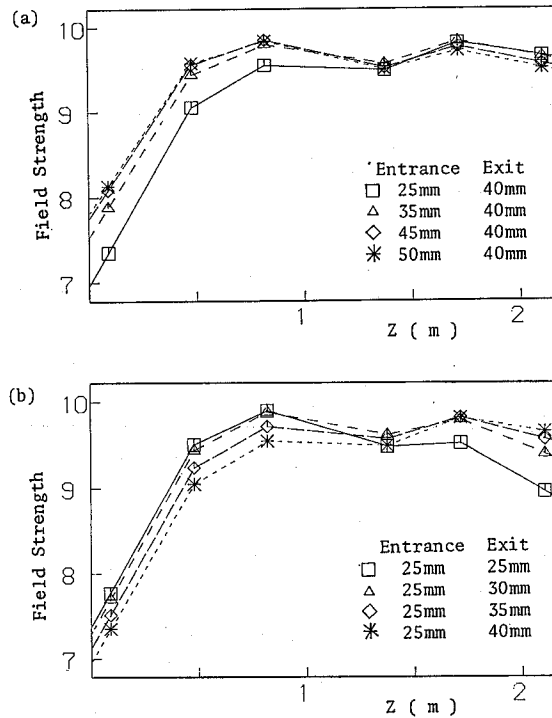 (a)
10
9
8
7
Field Strength
Entrance Exit
25mm 40mm
35mm 40mm
45mm 40mm
50mm 40mm
1 2
Z ( m )
(b)
10
9
8
7
Field Strength
Entrance Exit
25mm 25mm
25mm 30mm
25mm 35mm
25mm 40mm
1 2
Z ( m )